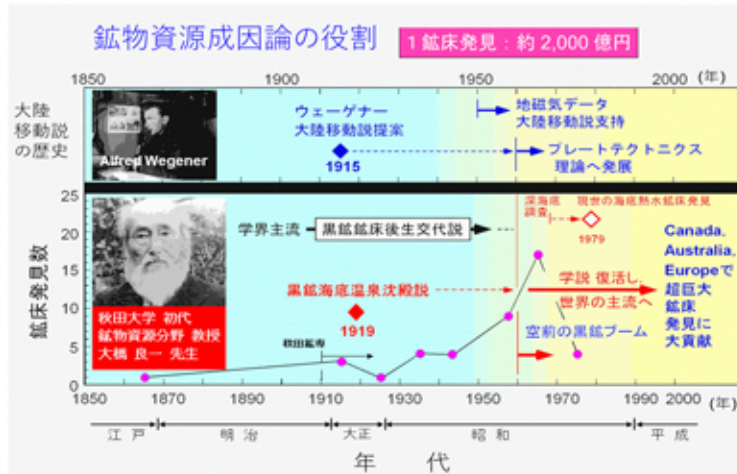 鉱物資源成因論の役割
1鉱床発見：約2,000億円
1850 1900 1950 2000 (年)
大陸
移動説
の歴史
Alfred Wegener
ウェーゲナー
大陸移動説提案
1915
地磁気データ
大陸移動説支持
プレートテクトニクス
理論へ発展
鉱床発見数
25
20
15
10
5
0
秋田大学 初代
鉱物資源分野 教授
大橋 良一 先生
学界主流
黒鉱鉱床後生交代説
深海底
調査
現世の海底熱水鉱床発見
1979
黒鉱海底温泉沈殿説
1919
秋田鉱専
学説 復活し、
世界の主流へ
空前の黒鉱ブーム
Canada,
Australia,
Europeで
超巨大
鉱床
発見に
大貢献
1850 1870 1890 1910 1930 1950 1960 1970 1980 1990 2000 (年)
江戸 明治 大正 昭和 平成
年代